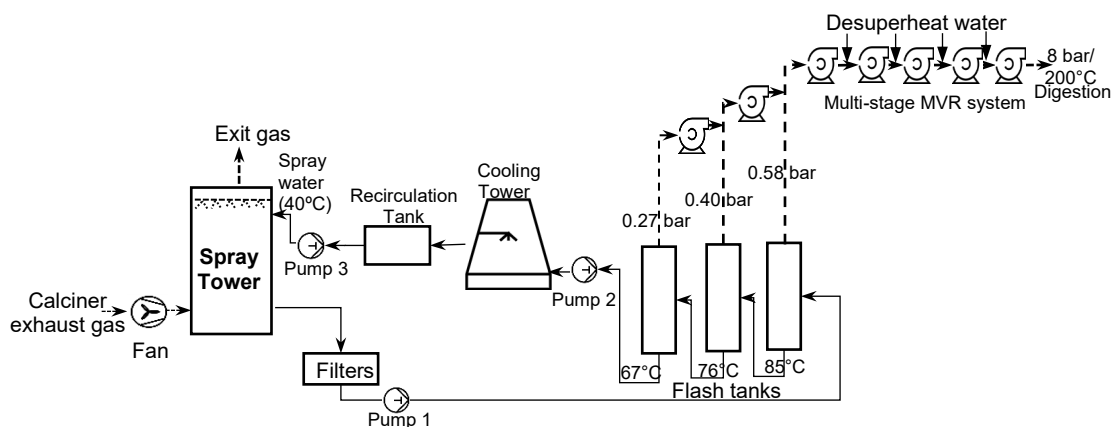 Desuperheat water
8 bar/
200°C
Digestion
Multi-stage MVR system
Exit gas
Spray
water
(40ºC)
Cooling
Tower
Recirculation
Tank
0.58 bar
0.40 bar
0.27 bar
Spray
Tower
Pump 3
Pump 2
Calciner
exhaust gas
Fan
Filters
Pump 1
67°C
76°C
85°C
Flash tanks